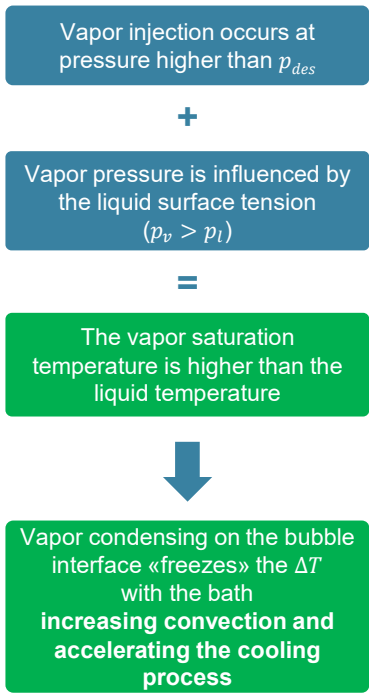 Vapor injection occurs at
pressure higher than p_des
+
Vapor pressure is influenced by
the liquid surface tension
(p_v > p_l)
=
The vapor saturation
temperature is higher than the
liquid temperature
Vapor condensing on the bubble
interface «freezes» the ΔT
with the bath
increasing convection and
accelerating the cooling
process